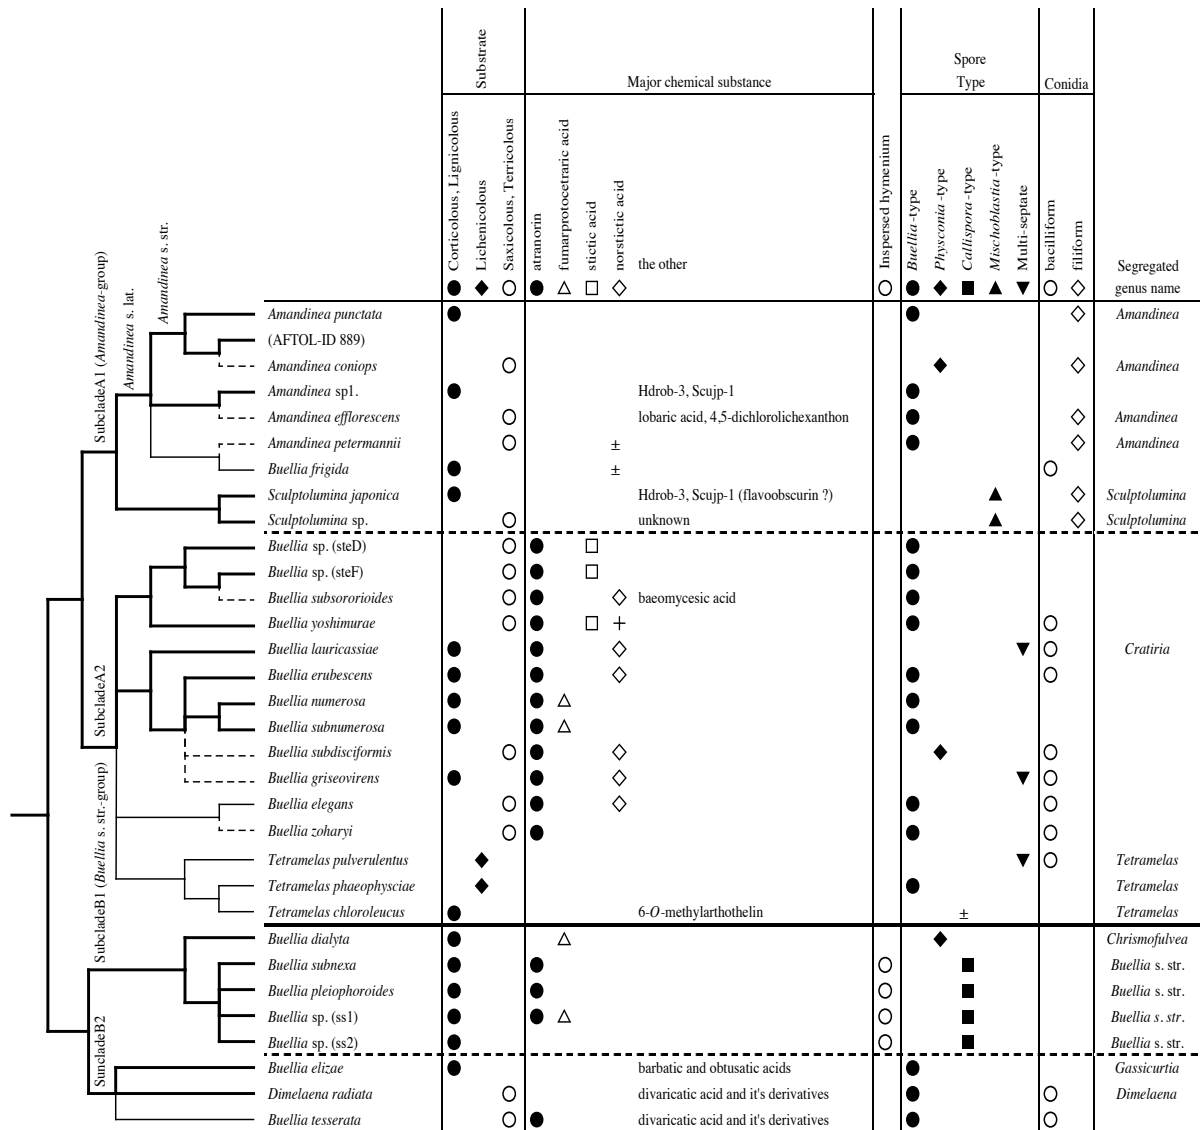 Substrate
Major chemical substance
Spore
Type
Conidia
Corticolous, Lignicolous
Lichenicolous
Saxicolous, Terricolous
atranorin
fumarprotocetraric acid
stictic acid
norstictic acid
the other
Inspersed hymenium
Buellia -type
Physconia -type
Callispora -type
Mischoblastia -type
Multi-septate
bacilliform
filiform
Segregated
genus name
SubcladeA1 (Amandinea-group)
Amandinea s. lat.
Amandinea s. str.
SubcladeA2
SubcladeB1 (Buellia s. str.-group)
SuncladeB2
Amandinea punctata Amandinea
(AFTOL-ID 889)
Amandinea coniops Amandinea
Amandinea sp1. Hdrob-3, Scujp-1
Amandinea efflorescens lobaric acid, 4,5-dichlorolichexanthon Amandinea
Amandinea petermannii ± Amandinea
Buellia frigida ±
Sculptolumina japonica Hdrob-3, Scujp-1 (flavoobscurin ?) Sculptolumina
Sculptolumina sp. unknown Sculptolumina
Buellia sp. (steD)
Buellia sp. (steF)
Buellia subsororioides baeomycesic acid
Buellia yoshimurae +
Buellia lauricassiae Cratiria
Buellia erubescens
Buellia numerosa
Buellia subnumerosa
Buellia subdisciformis
Buellia griseovirens
Buellia elegans
Buellia zoharyi
Tetramelas pulverulentus Tetramelas
Tetramelas phaeophysciae Tetramelas
Tetramelas chloroleucus 6-O-methylarthothelin ± Tetramelas
Buellia dialyta Chrismofulvea
Buellia subnexa Buellia s. str.
Buellia pleiophoroides Buellia s. str.
Buellia sp. (ss1) Buellia s. str.
Buellia sp. (ss2) Buellia s. str.
Buellia elizae barbatic and obtusatic acids Gassicurtia
Dimelaena radiata divaricatic acid and it's derivatives Dimelaena
Buellia tesserata divaricatic acid and it's derivatives